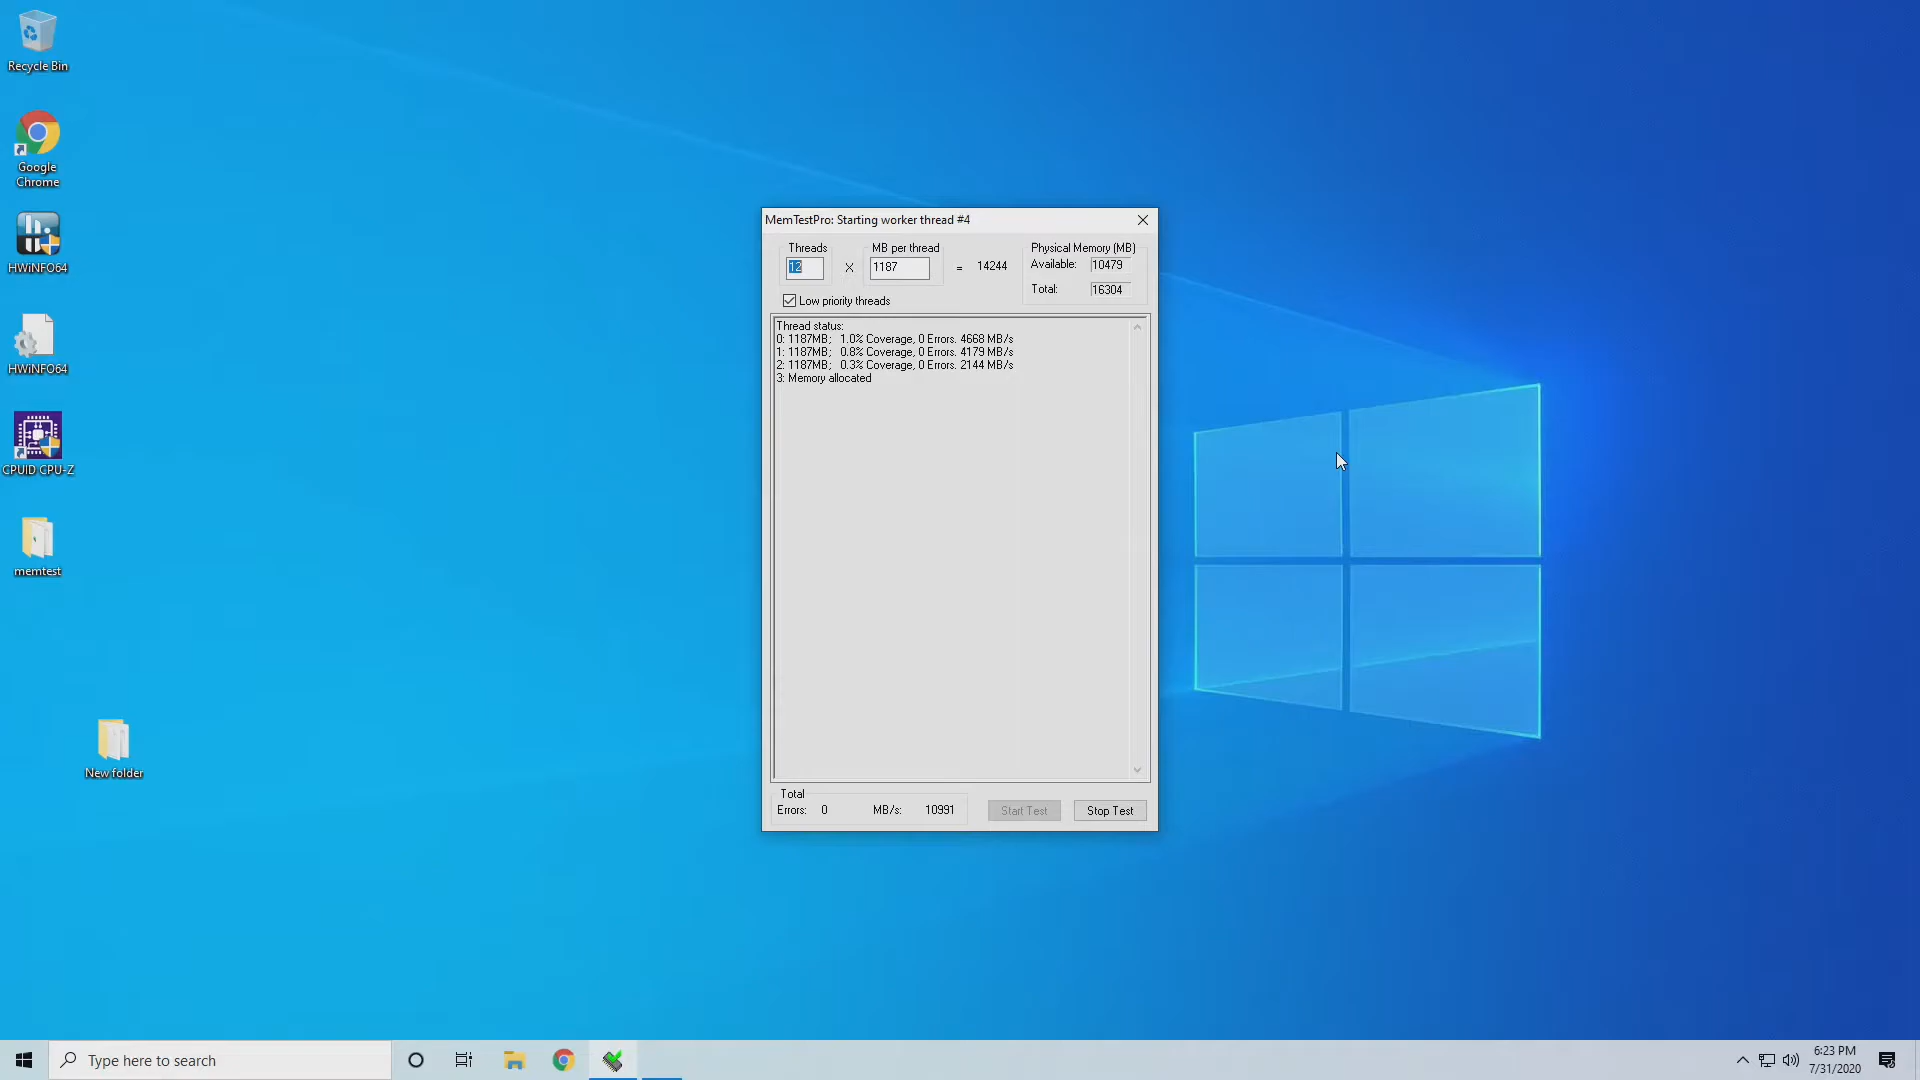 Recycle Bin
Google
Chrome
HWiNFO64
HWiNFO64
CPUID CPU-Z
memtest
New folder
MemTestPro: Starting worker thread #4
Threads
MB per thread
Physical Memory (MB)
12 X 1187 = 14244
Available: 10479
Total: 16304
Low priority threads
Thread status:
0: 1187MB; 1.0% Coverage, 0 Errors. 4668 MB/s
1: 1187MB; 0.8% Coverage, 0 Errors. 4179 MB/s
2: 1187MB; 0.3% Coverage, 0 Errors. 2144 MB/s
3: Memory allocated
Total
Errors: 0 MB/s: 10991
Start Test
Stop Test
Type here to search
6:23 PM
7/31/2020